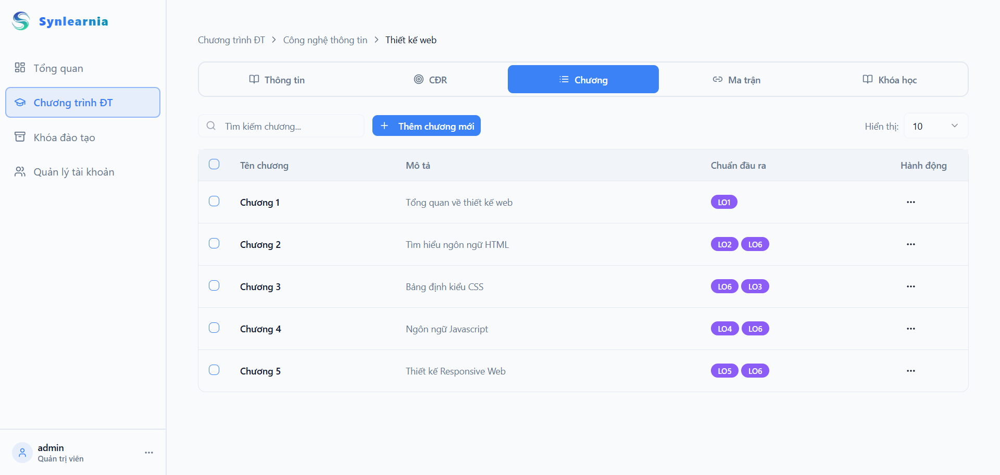 Synlearnia
Tổng quan
Chương trình ĐT
Khóa đào tạo
Quản lý tài khoản
admin
Quản trị viên
Chương trình ĐT > Công nghệ thông tin > Thiết kế web
Thông tin CĐR Chương Ma trận Khóa học
Tìm kiếm chương... Thêm chương mới Hiển thị: 10
Tên chương Mô tả Chuẩn đầu ra Hành động
Chương 1 Tổng quan về thiết kế web LO1
Chương 2 Tìm hiểu ngôn ngữ HTML LO2 LO6
Chương 3 Bảng định kiểu CSS LO6 LO3
Chương 4 Ngôn ngữ Javascript LO4 LO6
Chương 5 Thiết kế Responsive Web LO5 LO6